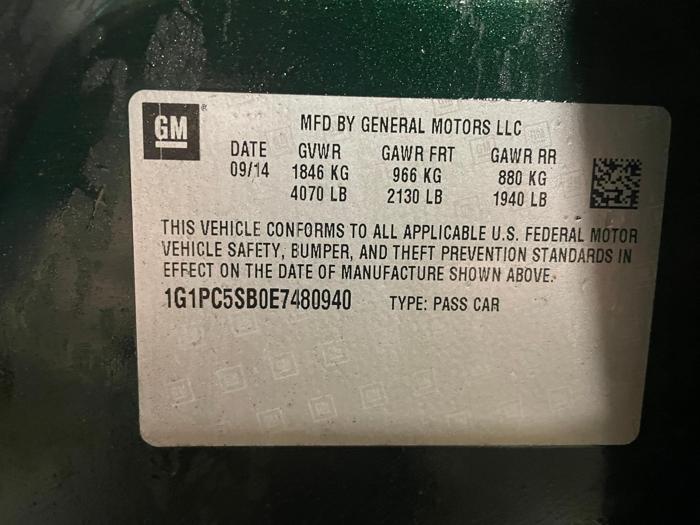 GM
®
MFD BY GENERAL MOTORS LLC
DATE GVWR GAWR FRT GAWR RR
09/14 1846 KG 966 KG 880 KG
4070 LB 2130 LB 1940 LB
THIS VEHICLE CONFORMS TO ALL APPLICABLE U.S. FEDERAL MOTOR
VEHICLE SAFETY, BUMPER, AND THEFT PREVENTION STANDARDS IN
EFFECT ON THE DATE OF MANUFACTURE SHOWN ABOVE.
1G1PC5SB0E7480940 TYPE: PASS CAR